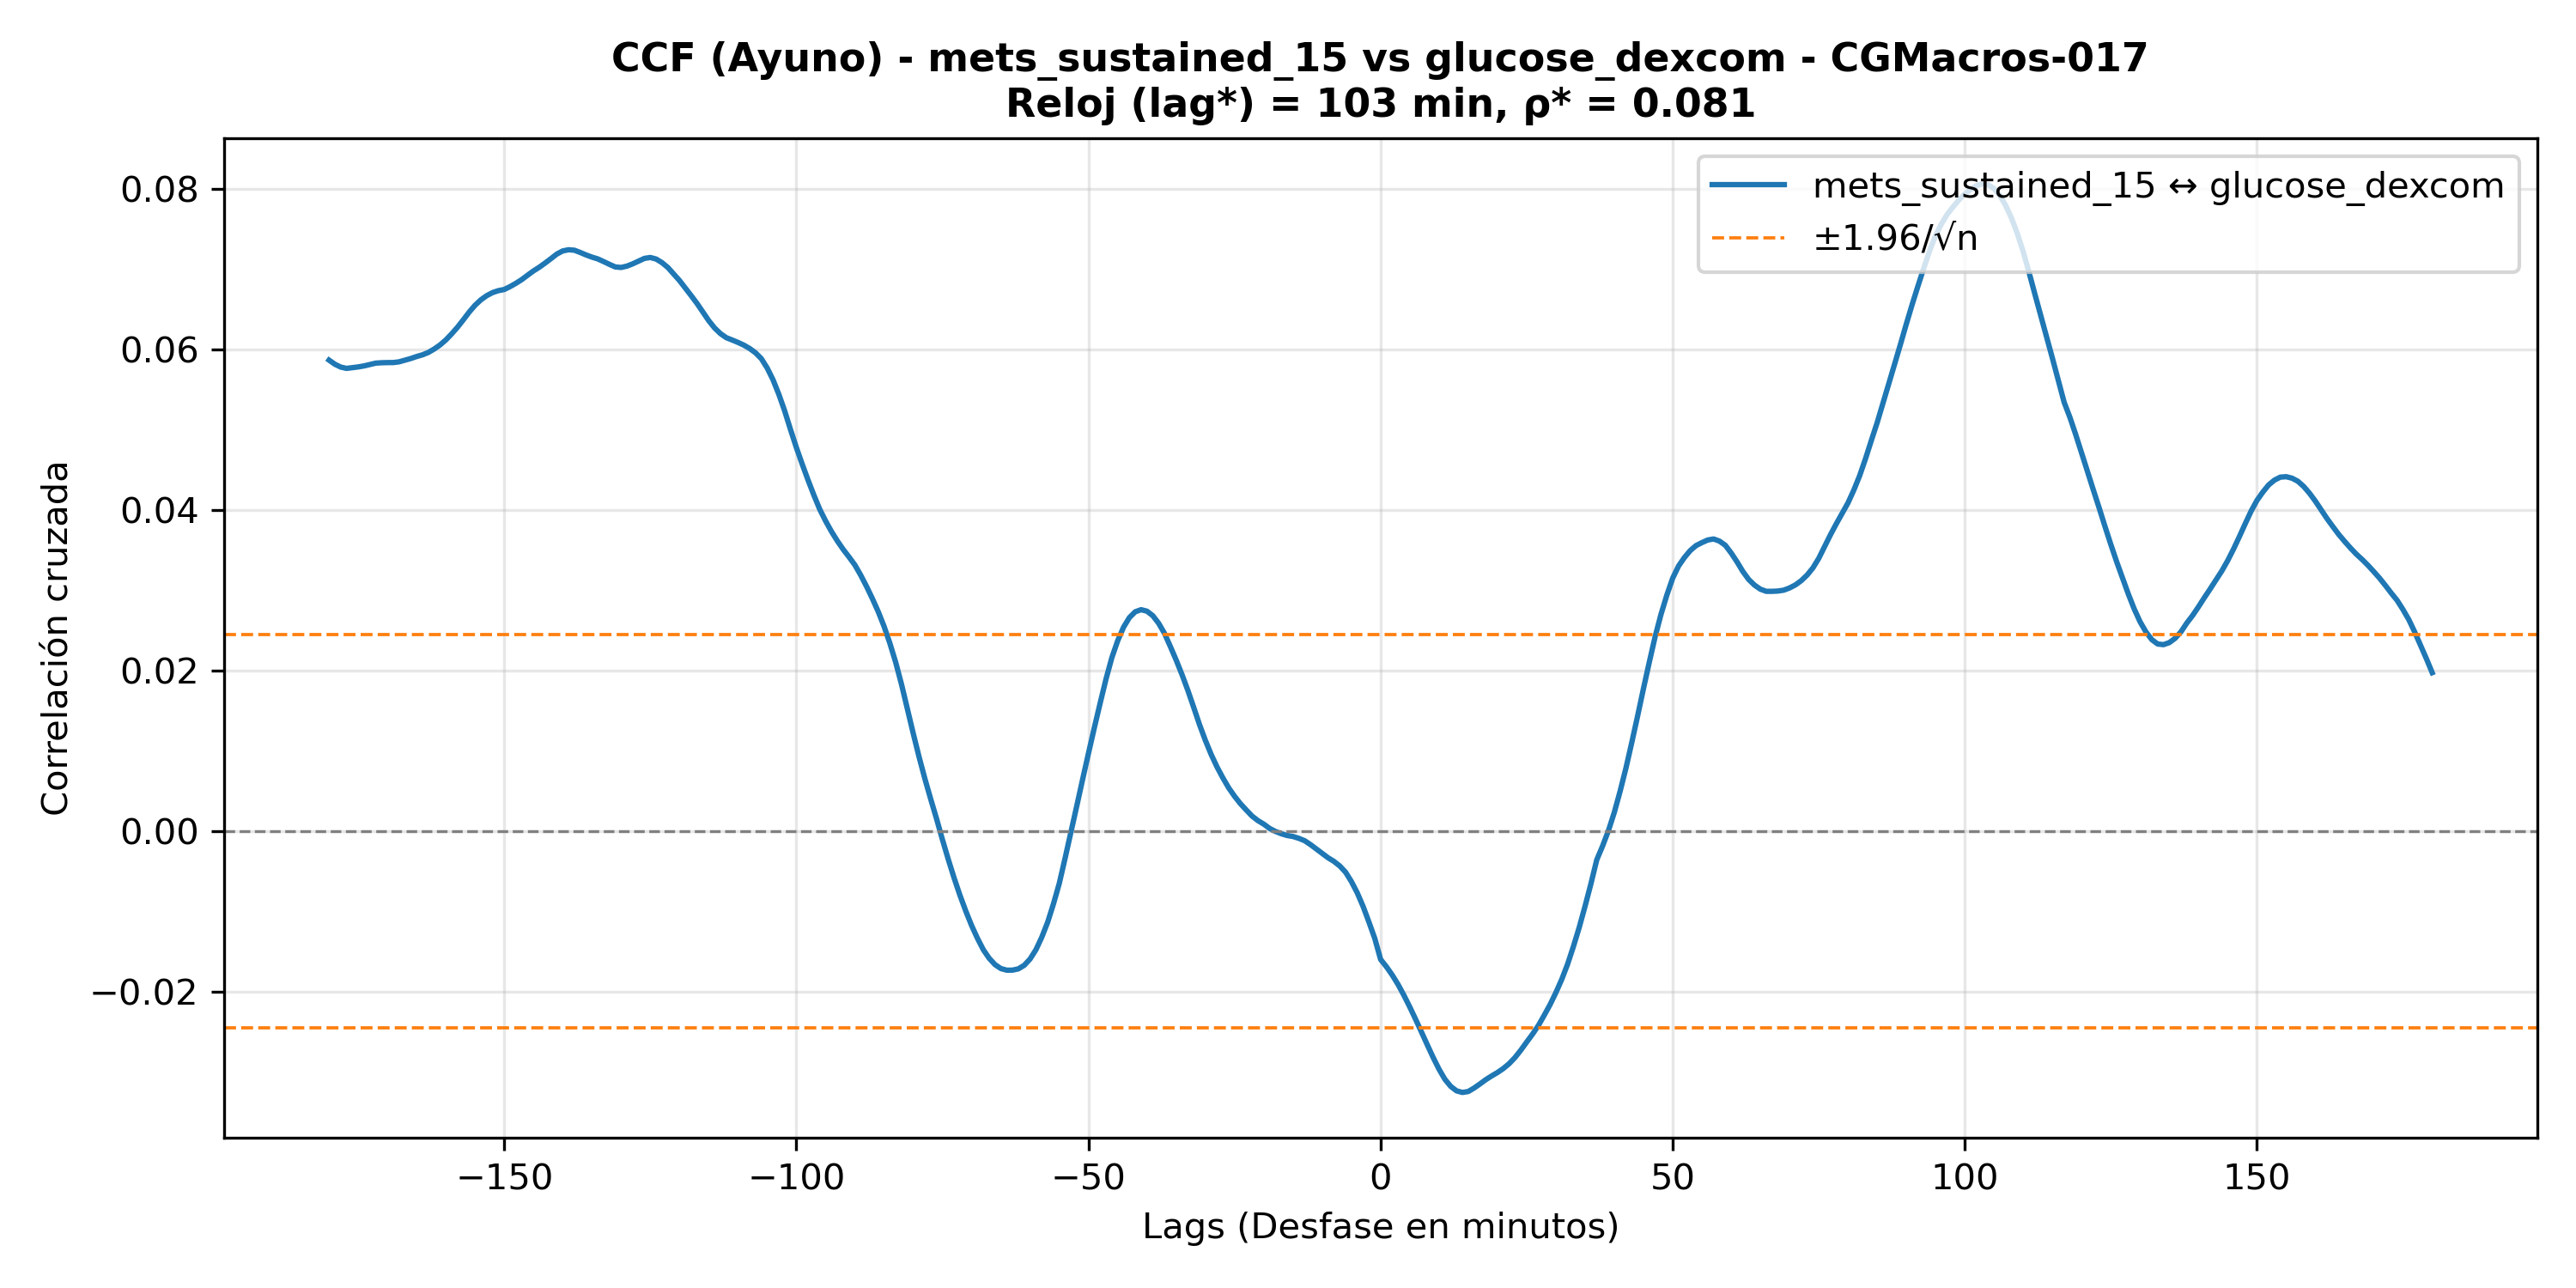 CCF (Ayuno) - mets_sustained_15 vs glucose_dexcom - CGMacros-017
Reloj (lag*) = 103 min, ρ* = 0.081
mets_sustained_15 ↔ glucose_dexcom
±1.96/√n
Correlación cruzada
0.08
0.06
0.04
0.02
0.00
−0.02
−150
−100
−50
0
50
100
150
Lags (Desfase en minutos)